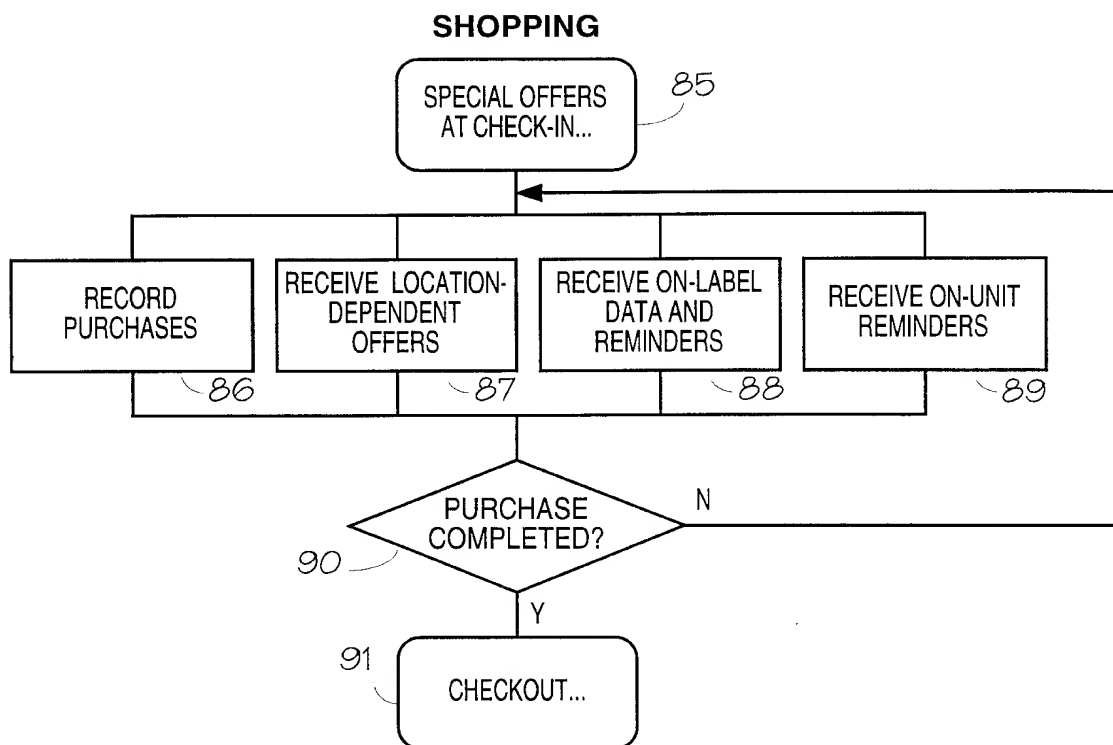 SHOPPING
SPECIAL OFFERS
AT CHECK-IN...
85
RECORD
PURCHASES
86
RECEIVE LOCATION-
DEPENDENT
OFFERS
87
RECEIVE ON-LABEL
DATA AND
REMINDERS
88
RECEIVE ON-UNIT
REMINDERS
89
PURCHASE
COMPLETED?
90
N
Y
91
CHECKOUT...